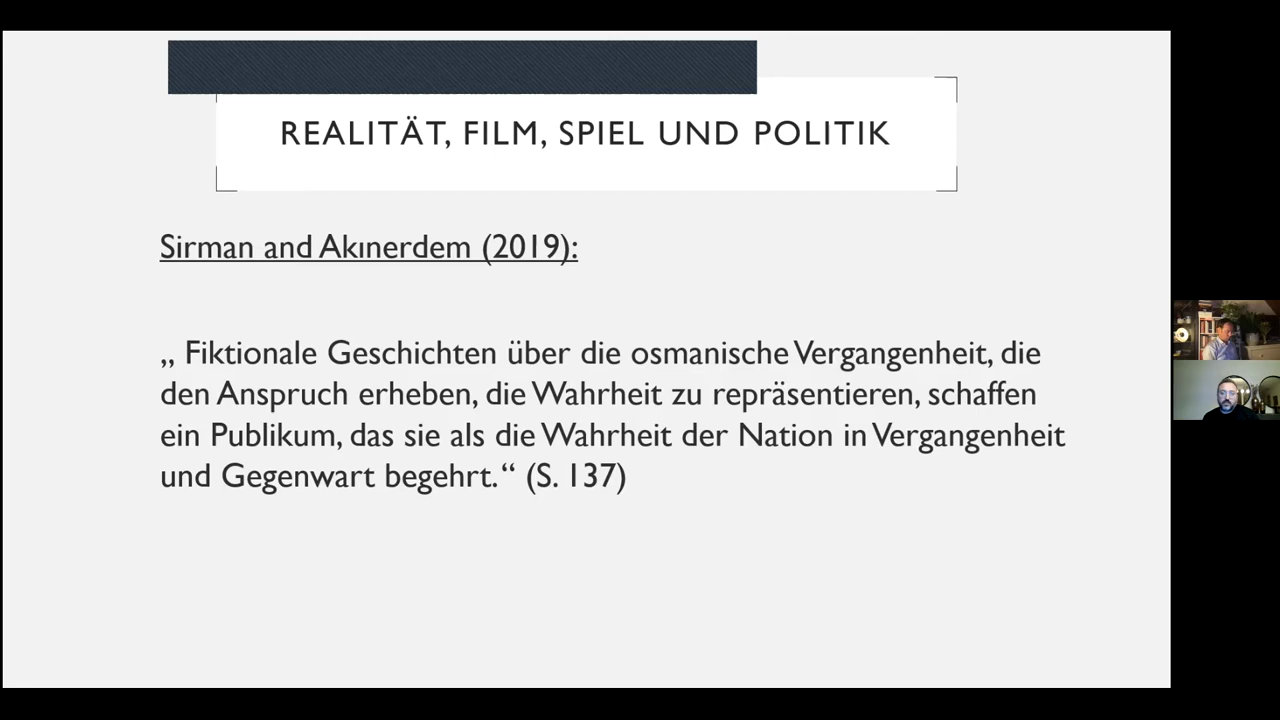 REALITÄT, FILM, SPIEL UND POLITIK
Sirman and Akınerdem (2019):
„ Fiktionale Geschichten über die osmanische Vergangenheit, die
den Anspruch erheben, die Wahrheit zu repräsentieren, schaffen
ein Publikum, das sie als die Wahrheit der Nation in Vergangenheit
und Gegenwart begehrt. “ (S. 137)